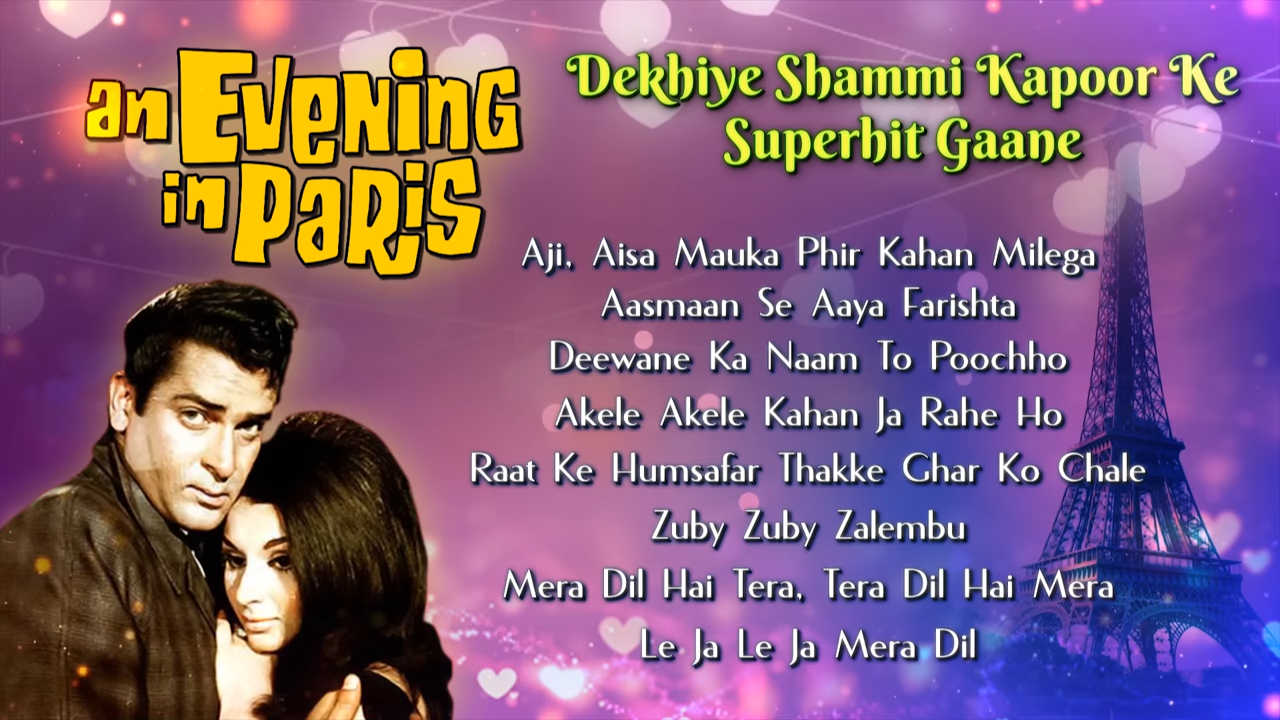 an Evening
in Paris
Dekhiye Shammi Kapoor Ke
Superhit Gaane
Aji, Aisa Mauka Phir Kahan Milega
Aasmaan Se Aaya Farishta
Deewane Ka Naam To Poochho
Akele Akele Kahan Ja Rahe Ho
Raat Ke Humsafar Thakke Ghar Ko Chale
Zuby Zuby Zalembu
Mera Dil Hai Tera, Tera Dil Hai Mera
Le Ja Le Ja Mera Dil